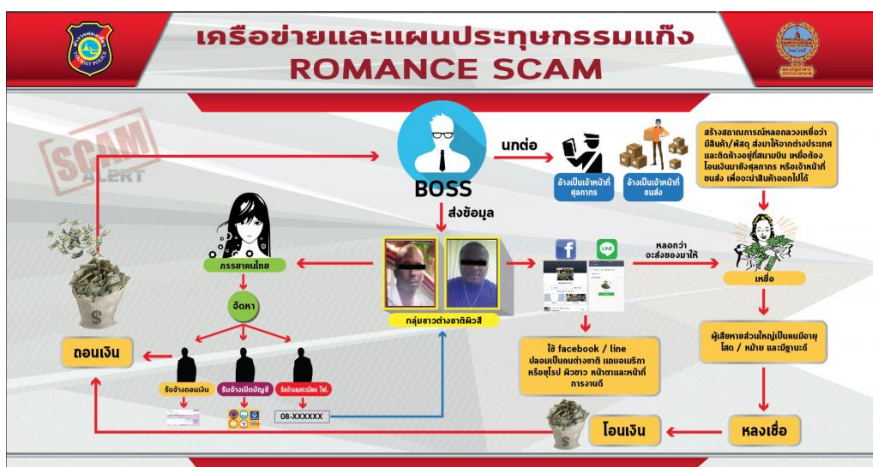 เครือข่ายและแผนประทุษกรรมแก๊ง
ROMANCE SCAM
TOURIST POLICE
SCAM
ALERT
BOSS
นกต่อ
อ้างเป็นเจ้าหน้าที่
ศุลกากร
อ้างเป็นเจ้าหน้าที่
ขนส่ง
สร้างสถานการณ์หลอกลวงเหยื่อว่า
มีสินค้า/พัสดุ ส่งมาให้จากต่างประเทศ
และติดค้างอยู่ที่สนามบิน เหยื่อต้อง
โอนเงินมายังศุลกากร หรือเจ้าหน้าที่
ขนส่ง เพื่อจะนำสินค้าออกไปได้
ส่งข้อมูล
ภรรยาคนไทย
กลุ่มชาวต่างชาติผิวสี
LINE
หลอกว่า
จะส่งของมาให้
เหยื่อ
จัดหา
รับจ้างถอนเงิน
รับจ้างเปิดบัญชี
รับจ้างลงทะเบียน Tel.
08-XXXXXX
ถอนเงิน
ใช้ facebook / line
ปลอมเป็นคนต่างชาติ แถบอเมริกา
หรือยุโรป ผิวขาว หน้าตาและหน้าที่
การงานดี
ผู้เสียหายส่วนใหญ่เป็นคนมีอายุ
โสด / หม้าย และมีฐานะดี
โอนเงิน
หลงเชื่อ